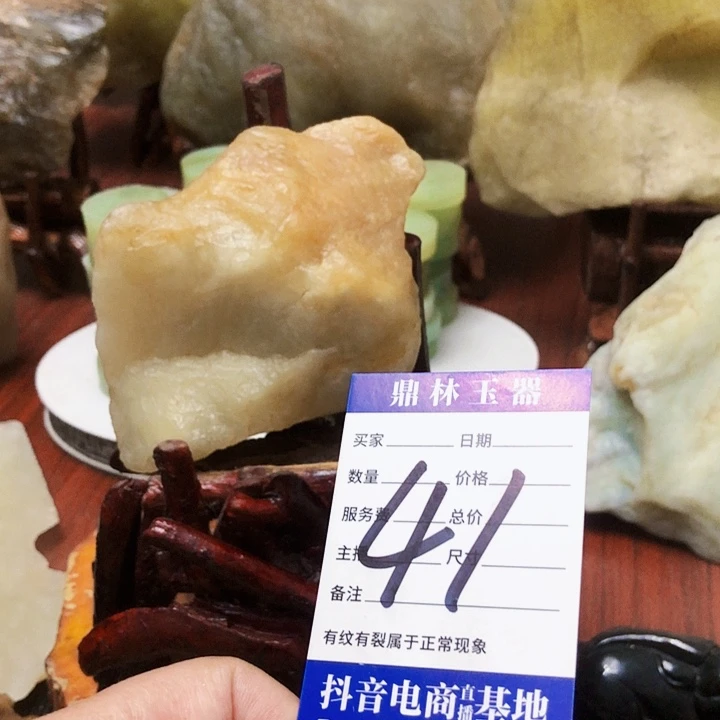 鼎林玉器
买家 日期
数量 价格
服务费 总价
主播 尺寸
备注
41
有纹有裂属于正常现象
抖音电商直播基地